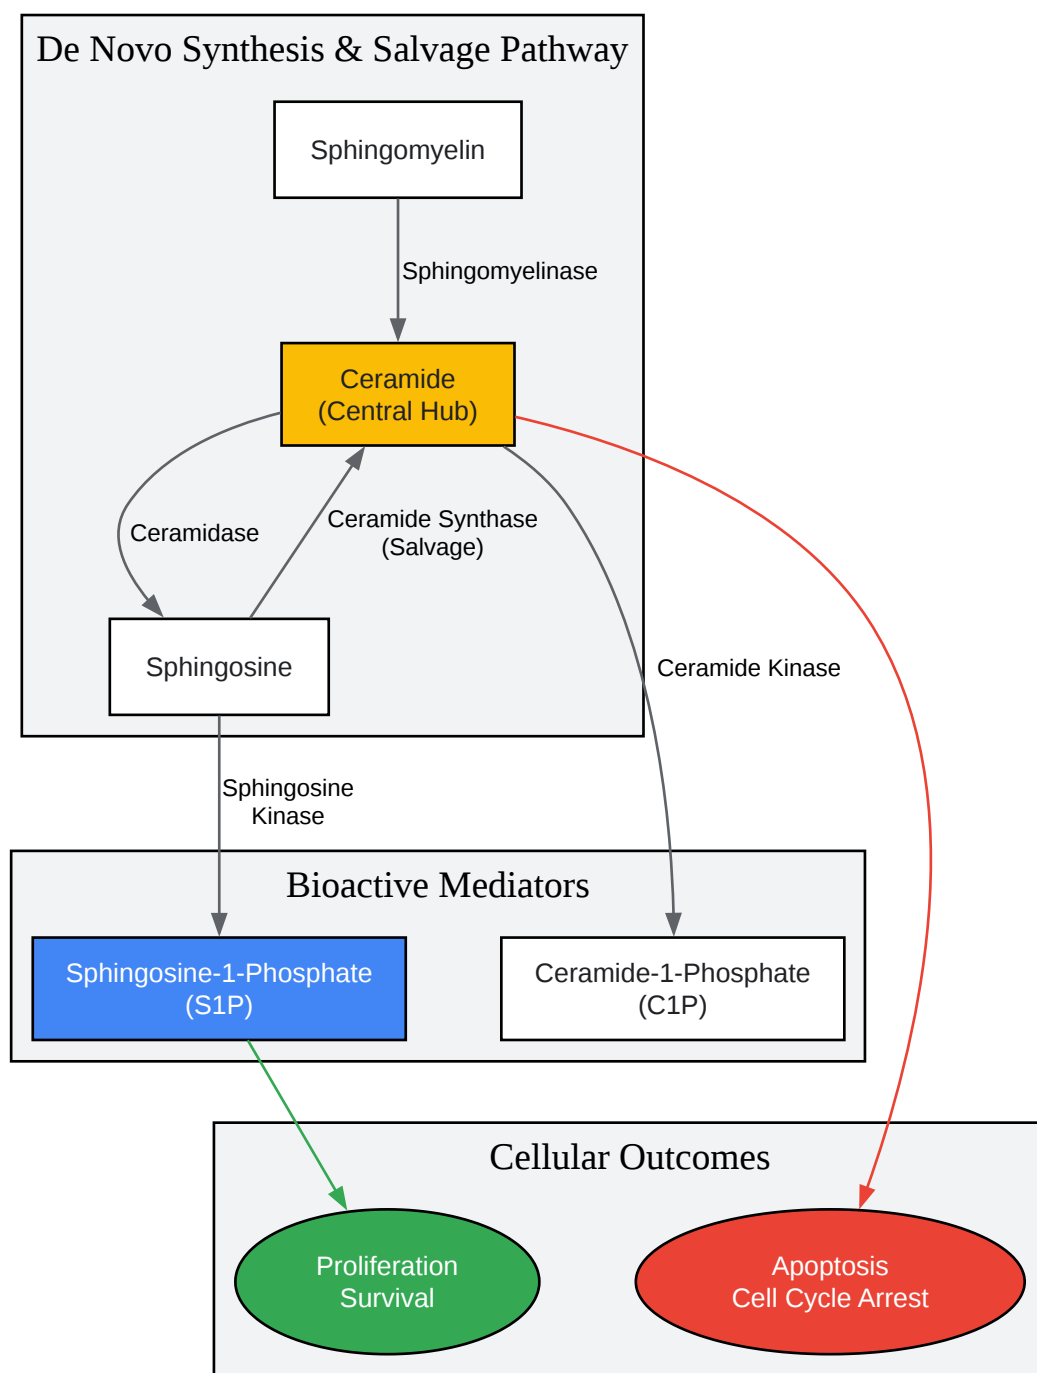 De Novo Synthesis & Salvage Pathway
Sphingomyelin
Sphingomyelinase
Ceramide
(Central Hub)
Ceramidase
Ceramide Synthase
(Salvage)
Sphingosine
Ceramide Kinase
Sphingosine
Kinase
Bioactive Mediators
Sphingosine-1-Phosphate
(S1P)
Ceramide-1-Phosphate
(C1P)
Cellular Outcomes
Proliferation
Survival
Apoptosis
Cell Cycle Arrest